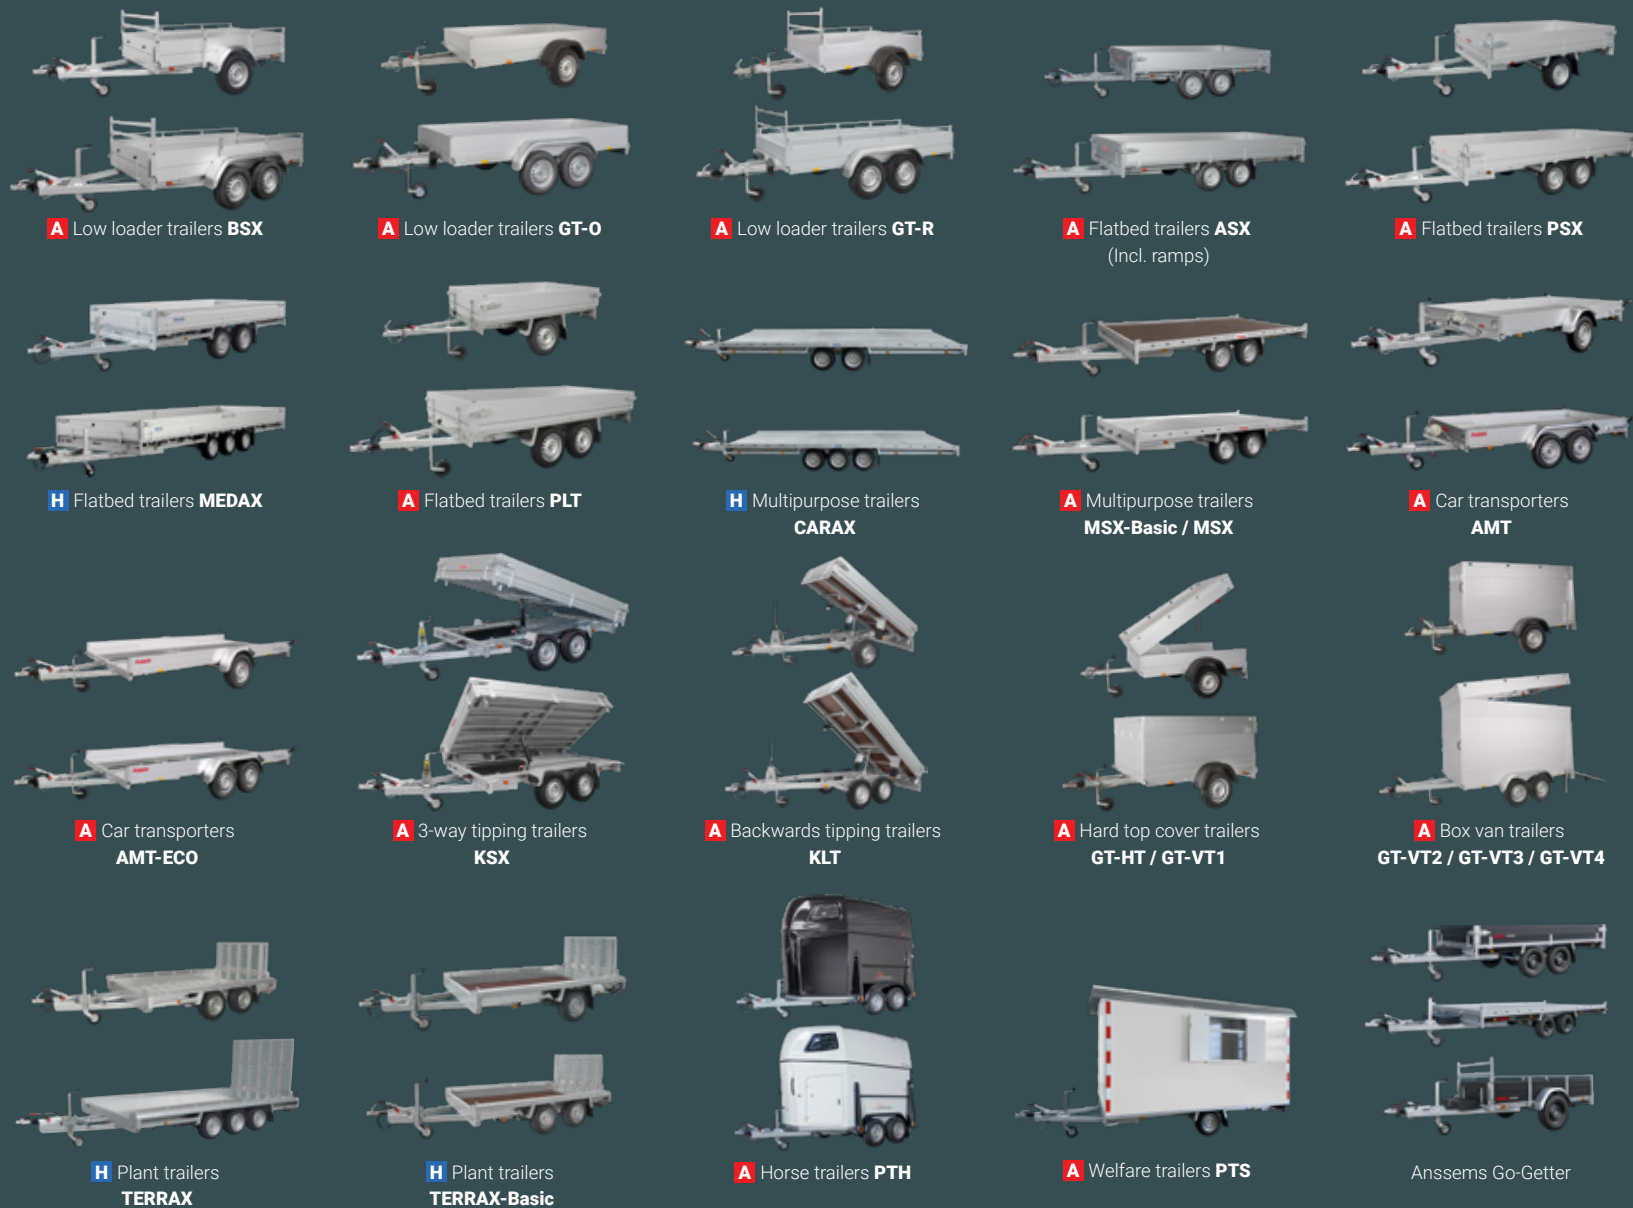 A Low loader trailers BSX
A Low loader trailers GT-O
A Low loader trailers GT-R
A Flatbed trailers ASX
(Incl. ramps)
A Flatbed trailers PSX
H Flatbed trailers MEDAX
A Flatbed trailers PLT
H Multipurpose trailers
CARAX
A Multipurpose trailers
MSX-Basic / MSX
A Car transporters
AMT
A Car transporters
AMT-ECO
A 3-way tipping trailers
KSX
A Backwards tipping trailers
KLT
A Hard top cover trailers
GT-HT / GT-VT1
A Box van trailers
GT-VT2 / GT-VT3 / GT-VT4
H Plant trailers
TERRAX
H Plant trailers
TERRAX-Basic
A Horse trailers PTH
A Welfare trailers PTS
Anssems Go-Getter